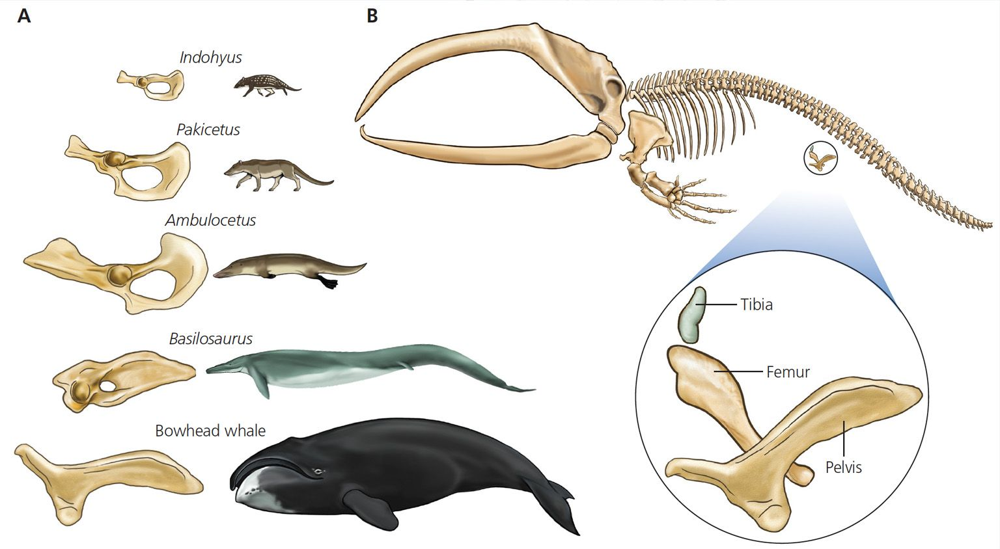 A
B
Indohyus
Pakicetus
Ambulocetus
Basilosaurus
Bowhead whale
Tibia
Femur
Pelvis